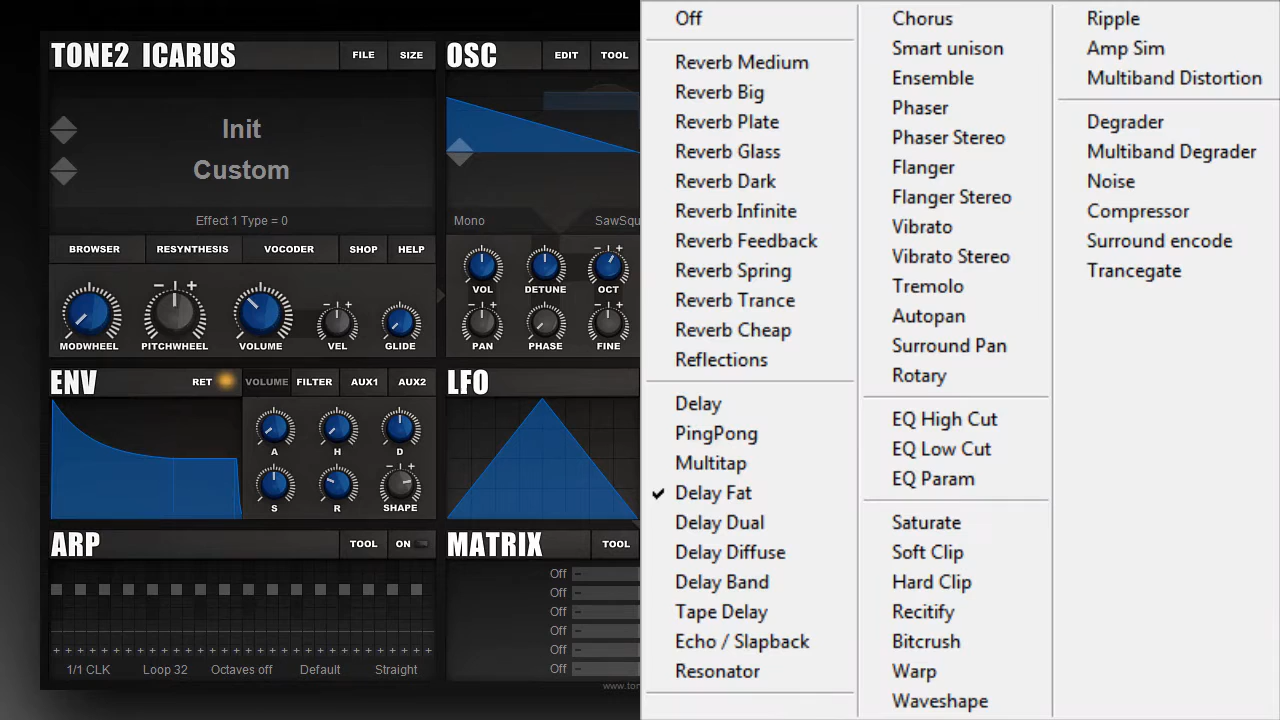 TONE2 ICARUS
FILE
SIZE
Init
Custom
Effect 1 Type = 0
BROWSER
RESYNTHESIS
VOCODER
SHOP
HELP
MODWHEEL
PITCHWHEEL
VOLUME
VEL
GLIDE
OSC
EDIT
TOOL
Mono
SawSqu
VOL
DETUNE
OCT
PAN
PHASE
FINE
ENV
RET
VOLUME
FILTER
AUX1
AUX2
A
H
D
S
R
SHAPE
LFO
ARP
TOOL
ON
1/1 CLK
Loop 32
Octaves off
Default
Straight
MATRIX
TOOL
Off -
Off -
Off -
Off -
Off -
Off -
www.ton
Off
Reverb Medium
Reverb Big
Reverb Plate
Reverb Glass
Reverb Dark
Reverb Infinite
Reverb Feedback
Reverb Spring
Reverb Trance
Reverb Cheap
Reflections
Delay
PingPong
Multitap
Delay Fat
Delay Dual
Delay Diffuse
Delay Band
Tape Delay
Echo / Slapback
Resonator
Chorus
Smart unison
Ensemble
Phaser
Phaser Stereo
Flanger
Flanger Stereo
Vibrato
Vibrato Stereo
Tremolo
Autopan
Surround Pan
Rotary
EQ High Cut
EQ Low Cut
EQ Param
Saturate
Soft Clip
Hard Clip
Recitify
Bitcrush
Warp
Waveshape
Ripple
Amp Sim
Multiband Distortion
Degrader
Multiband Degrader
Noise
Compressor
Surround encode
Trancegate